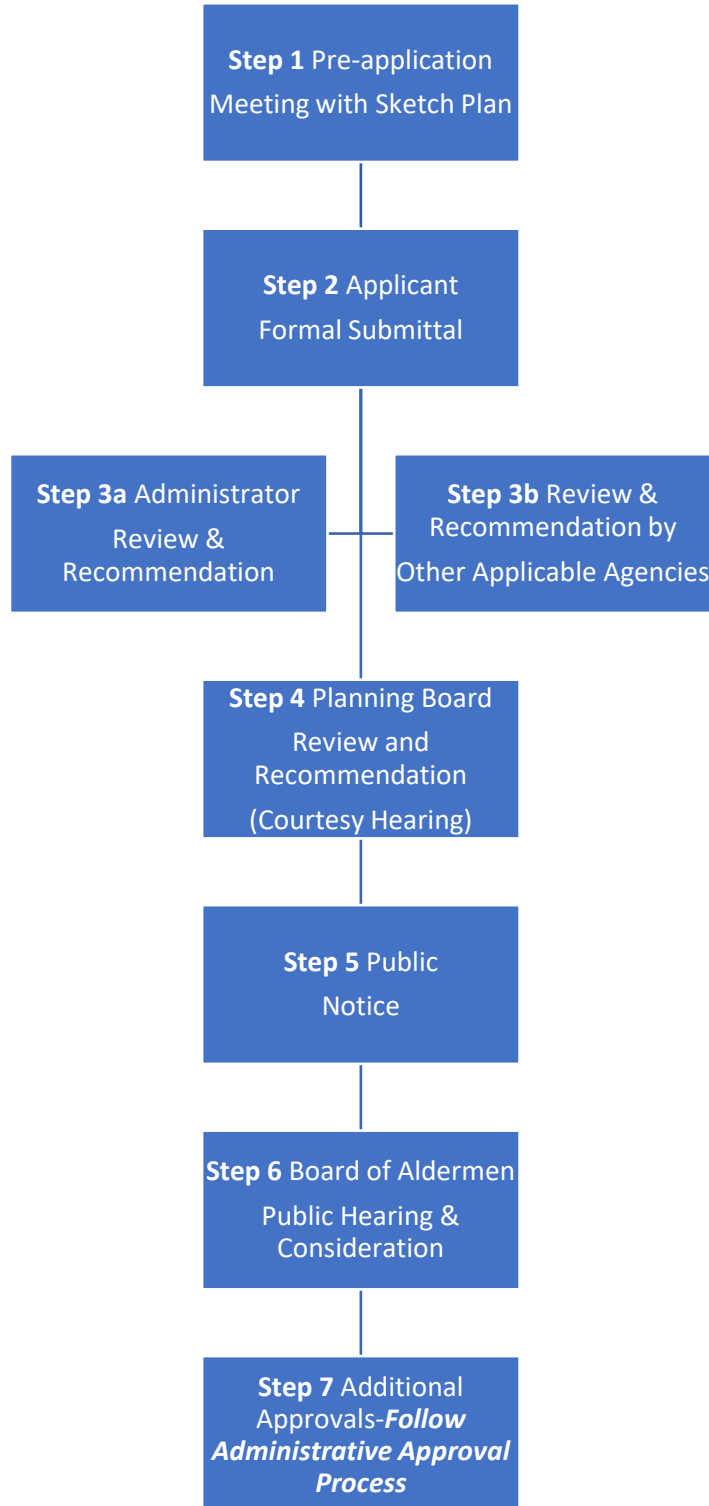 Step 1 Pre-application
Meeting with Sketch Plan
Step 2 Applicant
Formal Submittal
Step 3a Administrator
Review &
Recommendation
Step 3b Review &
Recommendation by
Other Applicable Agencies
Step 4 Planning Board
Review and
Recommendation
(Courtesy Hearing)
Step 5 Public
Notice
Step 6 Board of Aldermen
Public Hearing &
Consideration
Step 7 Additional
Approvals-Follow
Administrative Approval
Process